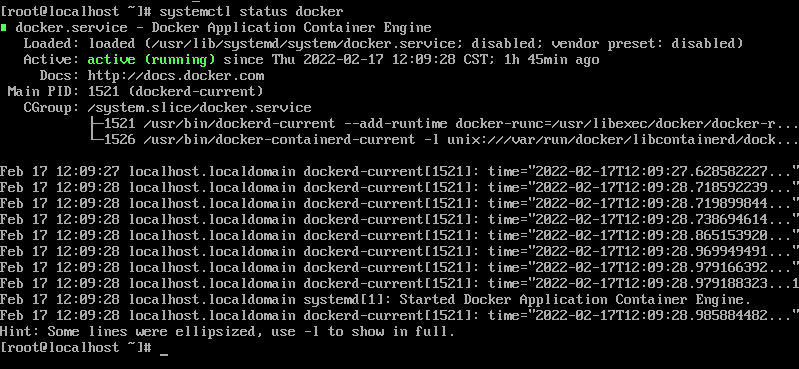 [root@localhost ~]# systemctl status docker
docker.service - Docker Application Container Engine
Loaded: loaded (/usr/lib/systemd/system/docker.service; disabled; vendor preset: disabled)
Active: active (running) since Thu 2022-02-17 12:09:28 CST; 1h 45min ago
Docs: http://docs.docker.com
Main PID: 1521 (dockerd-current)
CGroup: /system.slice/docker.service
├─1521 /usr/bin/dockerd-current --add-runtime docker-runc=/usr/libexec/docker/docker-r...
└─1526 /usr/bin/docker-containerd-current -l unix:///var/run/docker/libcontainerd/dock...
Feb 17 12:09:27 localhost.localdomain dockerd-current[1521]: time="2022-02-17T12:09:27.628582227..."
Feb 17 12:09:28 localhost.localdomain dockerd-current[1521]: time="2022-02-17T12:09:28.718592239..."
Feb 17 12:09:28 localhost.localdomain dockerd-current[1521]: time="2022-02-17T12:09:28.719899844..."
Feb 17 12:09:28 localhost.localdomain dockerd-current[1521]: time="2022-02-17T12:09:28.738694614..."
Feb 17 12:09:28 localhost.localdomain dockerd-current[1521]: time="2022-02-17T12:09:28.865153920..."
Feb 17 12:09:28 localhost.localdomain dockerd-current[1521]: time="2022-02-17T12:09:28.969949491..."
Feb 17 12:09:28 localhost.localdomain dockerd-current[1521]: time="2022-02-17T12:09:28.979166392..."
Feb 17 12:09:28 localhost.localdomain dockerd-current[1521]: time="2022-02-17T12:09:28.979188323...1
Feb 17 12:09:28 localhost.localdomain systemd[1]: Started Docker Application Container Engine.
Feb 17 12:09:28 localhost.localdomain dockerd-current[1521]: time="2022-02-17T12:09:28.985884482..."
Hint: Some lines were ellipsized, use -l to show in full.
[root@localhost ~]# _